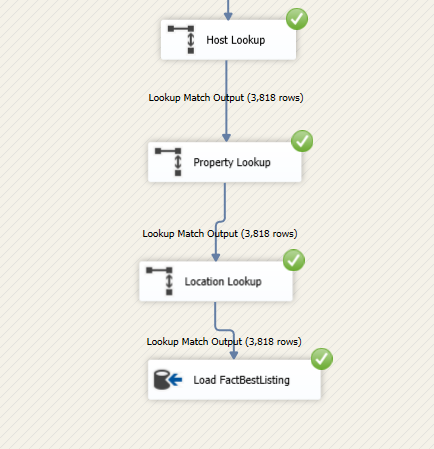 Host Lookup
Lookup Match Output (3,818 rows)
Property Lookup
Lookup Match Output (3,818 rows)
Location Lookup
Lookup Match Output (3,818 rows)
Load FactBestListing